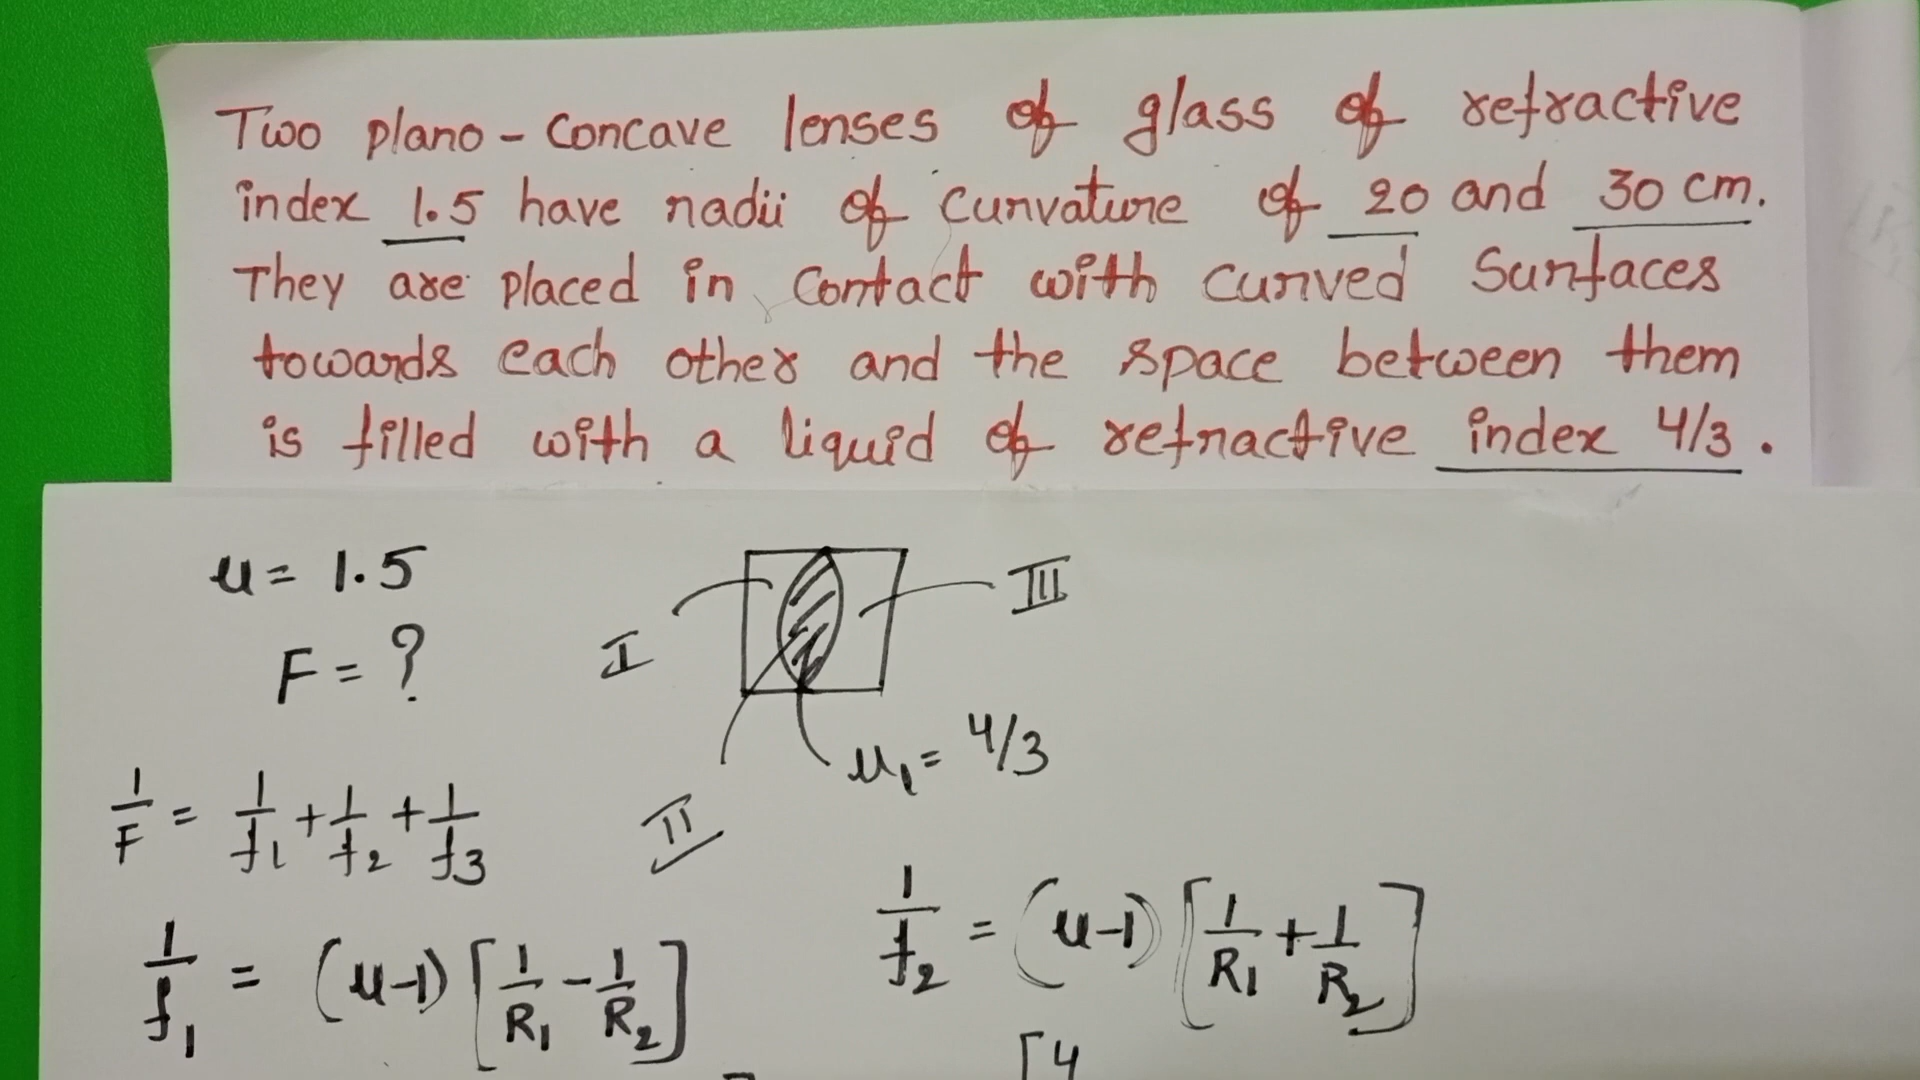 Two plano-concave lenses of glass of refractive
index 1.5 have radii of curvature of 20 and 30 cm.
They are placed in contact with curved surfaces
towards each other and the space between them
is filled with a liquid of refractive index 4/3.
u = 1.5
F = ?
I
III
II
u₁ = 4/3
1/F = 1/f₁ + 1/f₂ + 1/f₃
1/f₁ = (u-1) [1/R₁ - 1/R₂]
1/f₂ = (u-1) [1/R₁ + 1/R₂]
[4